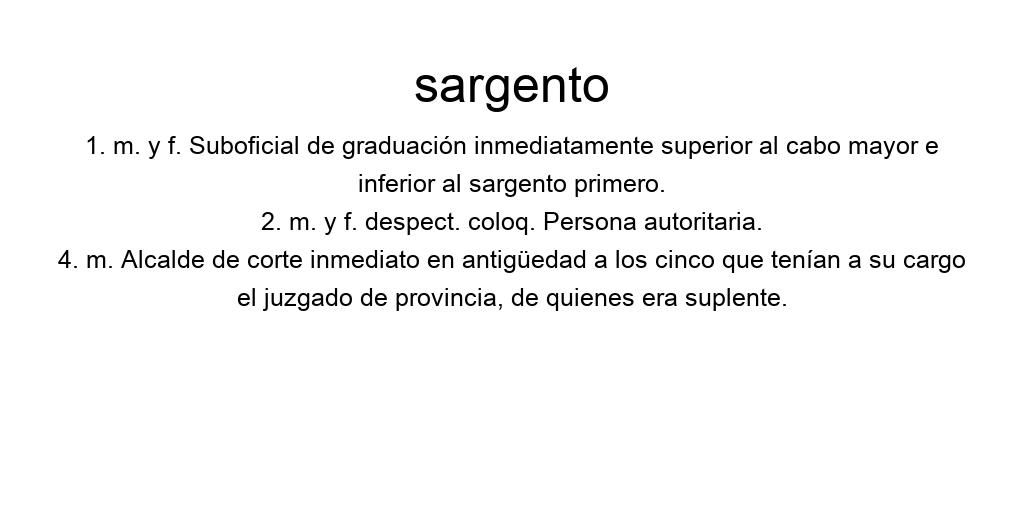 sargento
1. m. y f. Suboficial de graduación inmediatamente superior al cabo mayor e
inferior al sargento primero.
2. m. y f. despect. coloq. Persona autoritaria.
4. m. Alcalde de corte inmediato en antigüedad a los cinco que tenían a su cargo
el juzgado de provincia, de quienes era suplente.